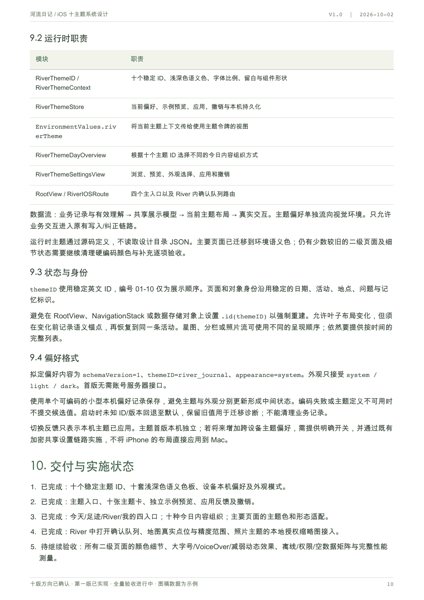 河流日记 / iOS 十主题系统设计
V1.0 | 2026-10-02
9.2 运行时职责
模块 职责
RiverThemeID /
RiverThemeContext
十个稳定 ID、浅深色语义色、字体比例、留白与组件形状
RiverThemeStore 当前偏好、示例预览、应用、撤销与本机持久化
EnvironmentValues.riv
erTheme
将当前主题上下文传给使用主题令牌的视图
RiverThemeDayOverview 根据十个主题 ID 选择不同的今日内容组织方式
RiverThemeSettingsView 浏览、预览、外观选择、应用和撤销
RootView / RiverIOSRoute 四个主入口以及 River 内确认队列路由
数据流：业务记录与有效理解 → 共享展示模型 → 当前主题布局 → 真实交互。主题偏好单独流向视觉环境。只允许
业务交互进入原有写入/纠正链路。
运行时主题通过源码定义，不读取设计目录 JSON。主要页面已迁移到环境语义色；仍有少数较旧的二级页面及细
节状态需要继续清理硬编码颜色与补充逐项验收。
9.3 状态与身份
themeID 使用稳定英文 ID，编号 01-10 仅为展示顺序。页面和对象身份沿用稳定的日期、活动、地点、问题与记
忆标识。
避免在 RootView、NavigationStack 或数据存储对象上设置 .id(themeID) 以强制重建。允许叶子布局变化，但须
在变化前记录语义锚点，再恢复到同一条活动。星图、分栏或照片流可使用不同的呈现顺序；依然要提供按时间的
完整列表。
9.4 偏好格式
拟定偏好内容为 schemaVersion=1、themeID=river_journal、appearance=system。外观只接受 system /
light / dark。首版无需账号服务器接口。
使用单个可编码的小型本机偏好记录保存，避免主题与外观分别更新形成中间状态。编码失败或主题定义不可用时
不提交候选值。启动时未知 ID/版本回退至默认，保留旧值用于迁移诊断；不能清理业务记录。
切换反馈只表示本机主题已应用。主题首版本机独立；若将来增加跨设备主题偏好，需提供明确开关，并通过既有
加密共享设置链路实施，不将 iPhone 的布局直接应用到 Mac。
10. 交付与实施状态
1. 已完成：十个稳定主题 ID、十套浅深色语义色板、设备本机偏好及外观模式。
2. 已完成：主题入口、十张主题卡、独立示例预览、应用反馈及撤销。
3. 已完成：今天/足迹/River/我的四入口；十种今日内容组织；主要页面的主题色和形态适配。
4. 已完成：River 中打开确认队列、地图真实点位与精度范围、照片主题的本地授权缩略图接入。
5. 待继续验收：所有二级页面的颜色细节、大字号/VoiceOver/减弱动态效果、离线/权限/空数据矩阵与完整性能
测量。
十版方向已确认 · 第一版已实现 · 全量验收进行中 · 图稿数据为示例
10